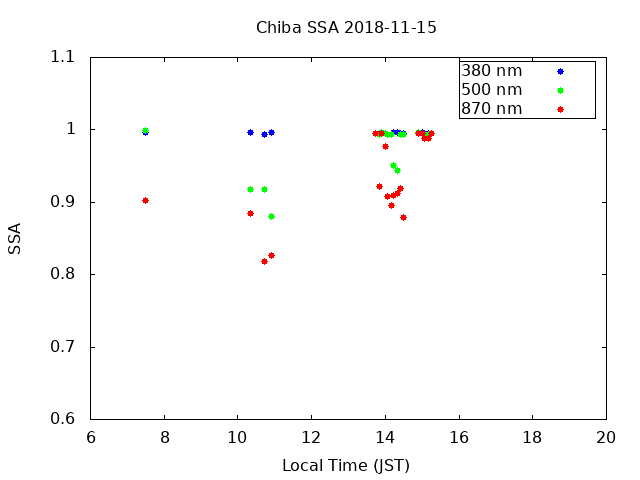 Chiba SSA 2018-11-15
1.1
1
0.9
0.8
0.7
0.6
SSA
380 nm
500 nm
870 nm
6 8 10 12 14 16 18 20
Local Time (JST)